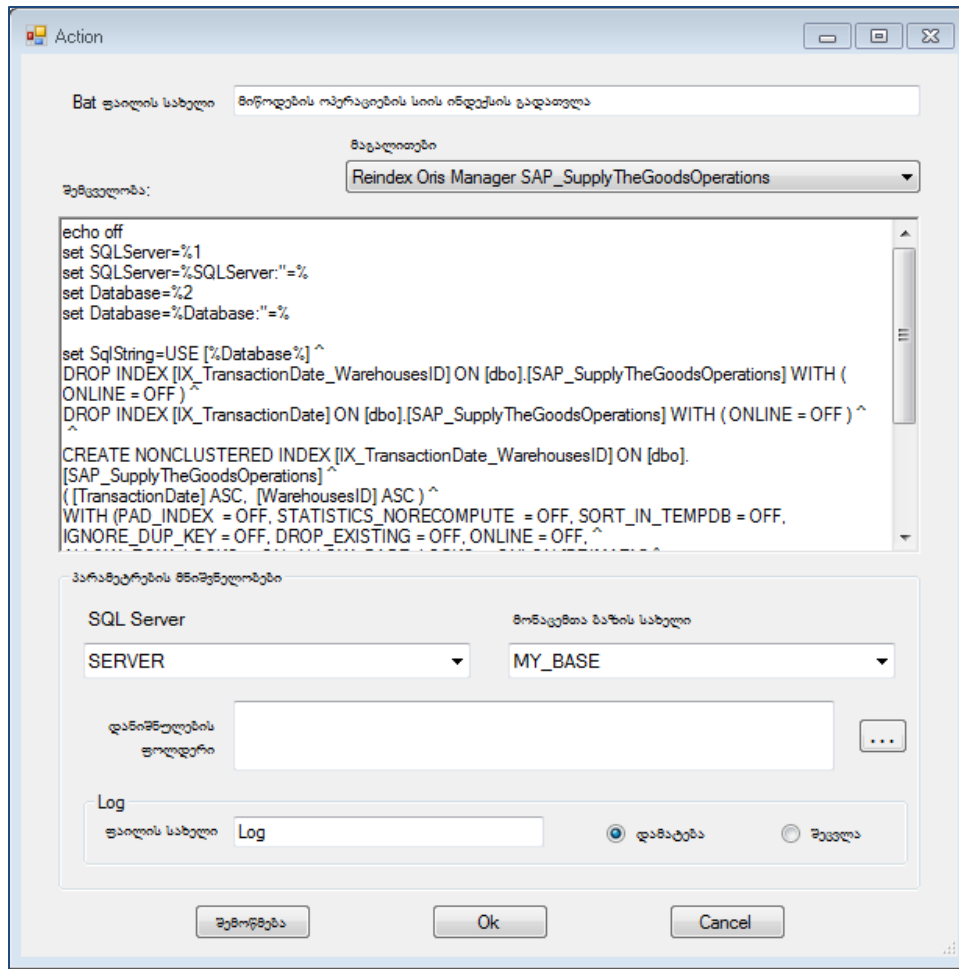 Action
Bat ფაილის სახელი
მიწოდების ოპერაციების სიის ინდექსის გადათვლა
მაგალითები
Reindex Oris Manager SAP_SupplyTheGoodsOperations
შემცველობა:
echo off
set SQLServer=%1
set SQLServer=%SQLServer:"=%
set Database=%2
set Database=%Database:"=%
set SqlString=USE [%Database%] ^
DROP INDEX [IX_TransactionDate_WarehousesID] ON [dbo].[SAP_SupplyTheGoodsOperations] WITH (
ONLINE = OFF ) ^
DROP INDEX [IX_TransactionDate] ON [dbo].[SAP_SupplyTheGoodsOperations] WITH ( ONLINE = OFF ) ^
^
CREATE NONCLUSTERED INDEX [IX_TransactionDate_WarehousesID] ON [dbo].
[SAP_SupplyTheGoodsOperations] ^
( [TransactionDate] ASC, [WarehousesID] ASC ) ^
WITH (PAD_INDEX = OFF, STATISTICS_NORECOMPUTE = OFF, SORT_IN_TEMPDB = OFF,
IGNORE_DUP_KEY = OFF, DROP_EXISTING = OFF, ONLINE = OFF, ^
პარამეტრების მნიშვნელობები
SQL Server
მონაცემთა ბაზის სახელი
SERVER
MY_BASE
დანიშნულების
ფოლდერი
...
Log
ფაილის სახელი
Log
დამატება
შეცვლა
შემოწმება
Ok
Cancel